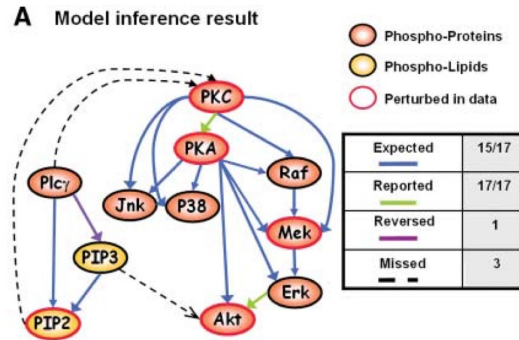 A Model inference result
Phospho-Proteins
Phospho-Lipids
Perturbed in data
PKC
PKA
Raf
Plcγ
Jnk
P38
Mek
PIP3
Erk
PIP2
Akt
Expected 15/17
Reported 17/17
Reversed 1
Missed 3